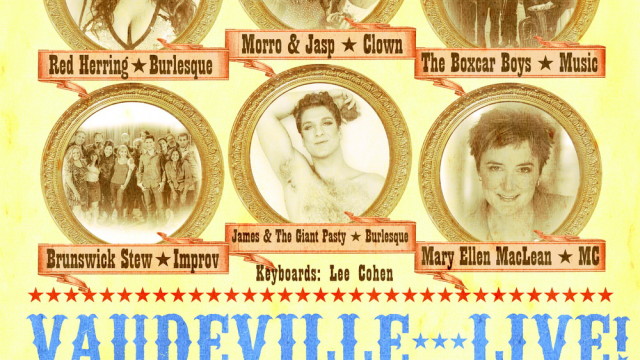 Red Herring ★ Burlesque
Morro & Jasp ★ Clown
The Boxcar Boys ★ Music
Brunswick Stew ★ Improv
James & The Giant Pasty ★ Burlesque
Mary Ellen MacLean ★ MC
Keyboards: Lee Cohen
VAUDEVILLE★★★LIVE!